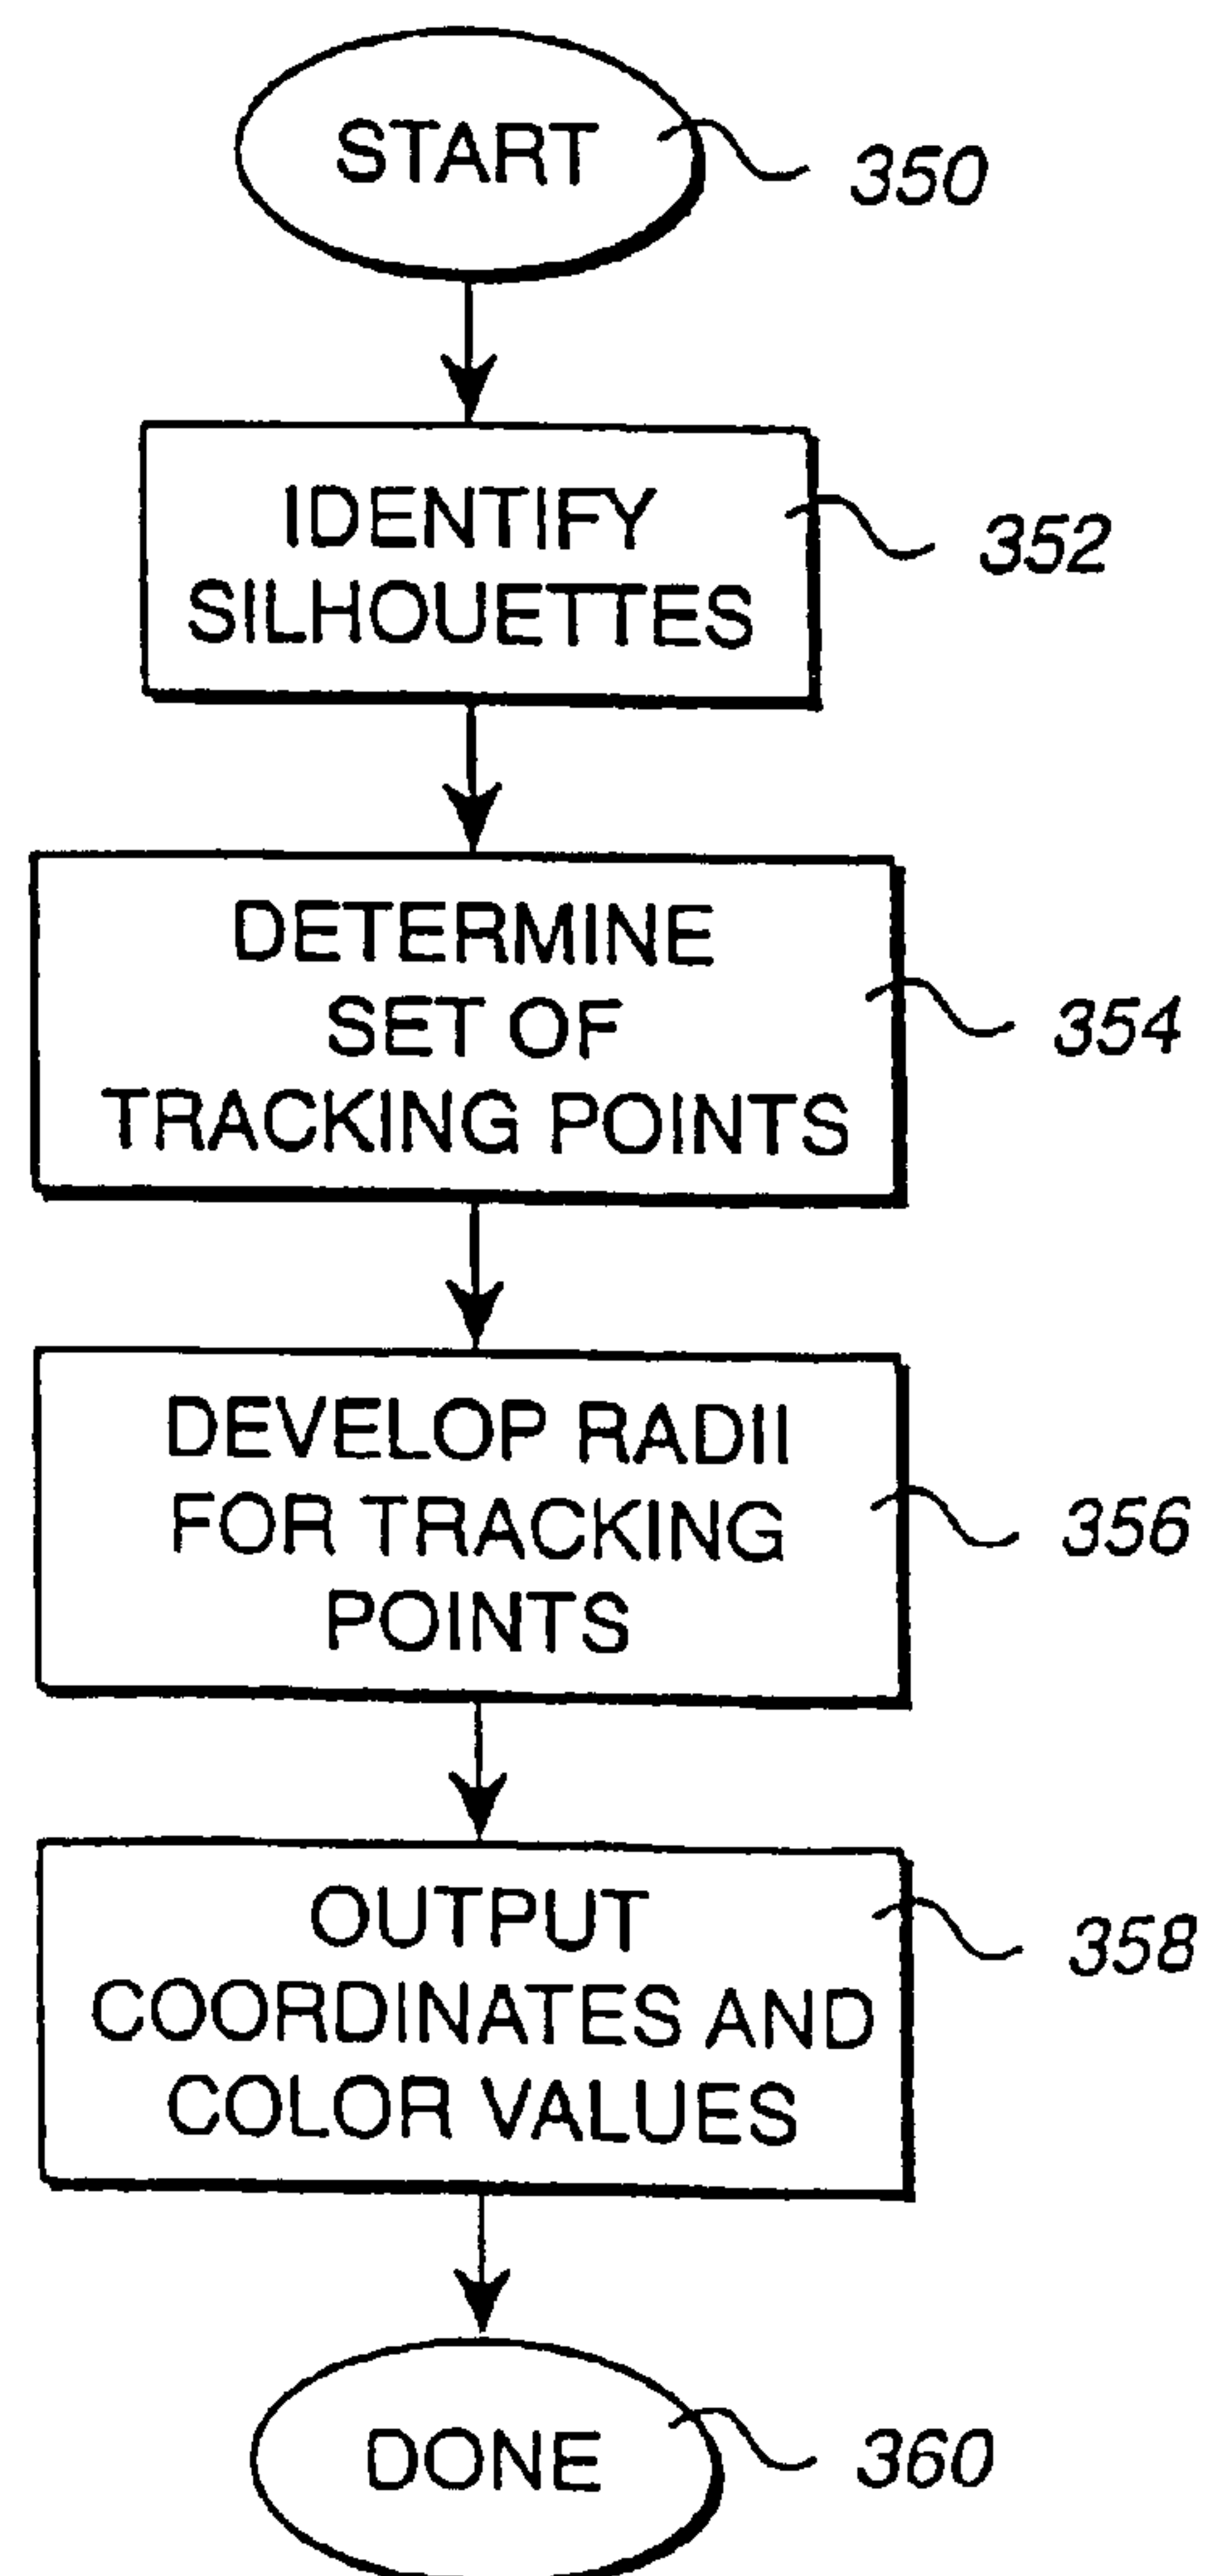 START
350
IDENTIFY
SILHOUETTES
352
DETERMINE
SET OF
TRACKING POINTS
354
DEVELOP RADII
FOR TRACKING
POINTS
356
OUTPUT
COORDINATES AND
COLOR VALUES
358
DONE
360